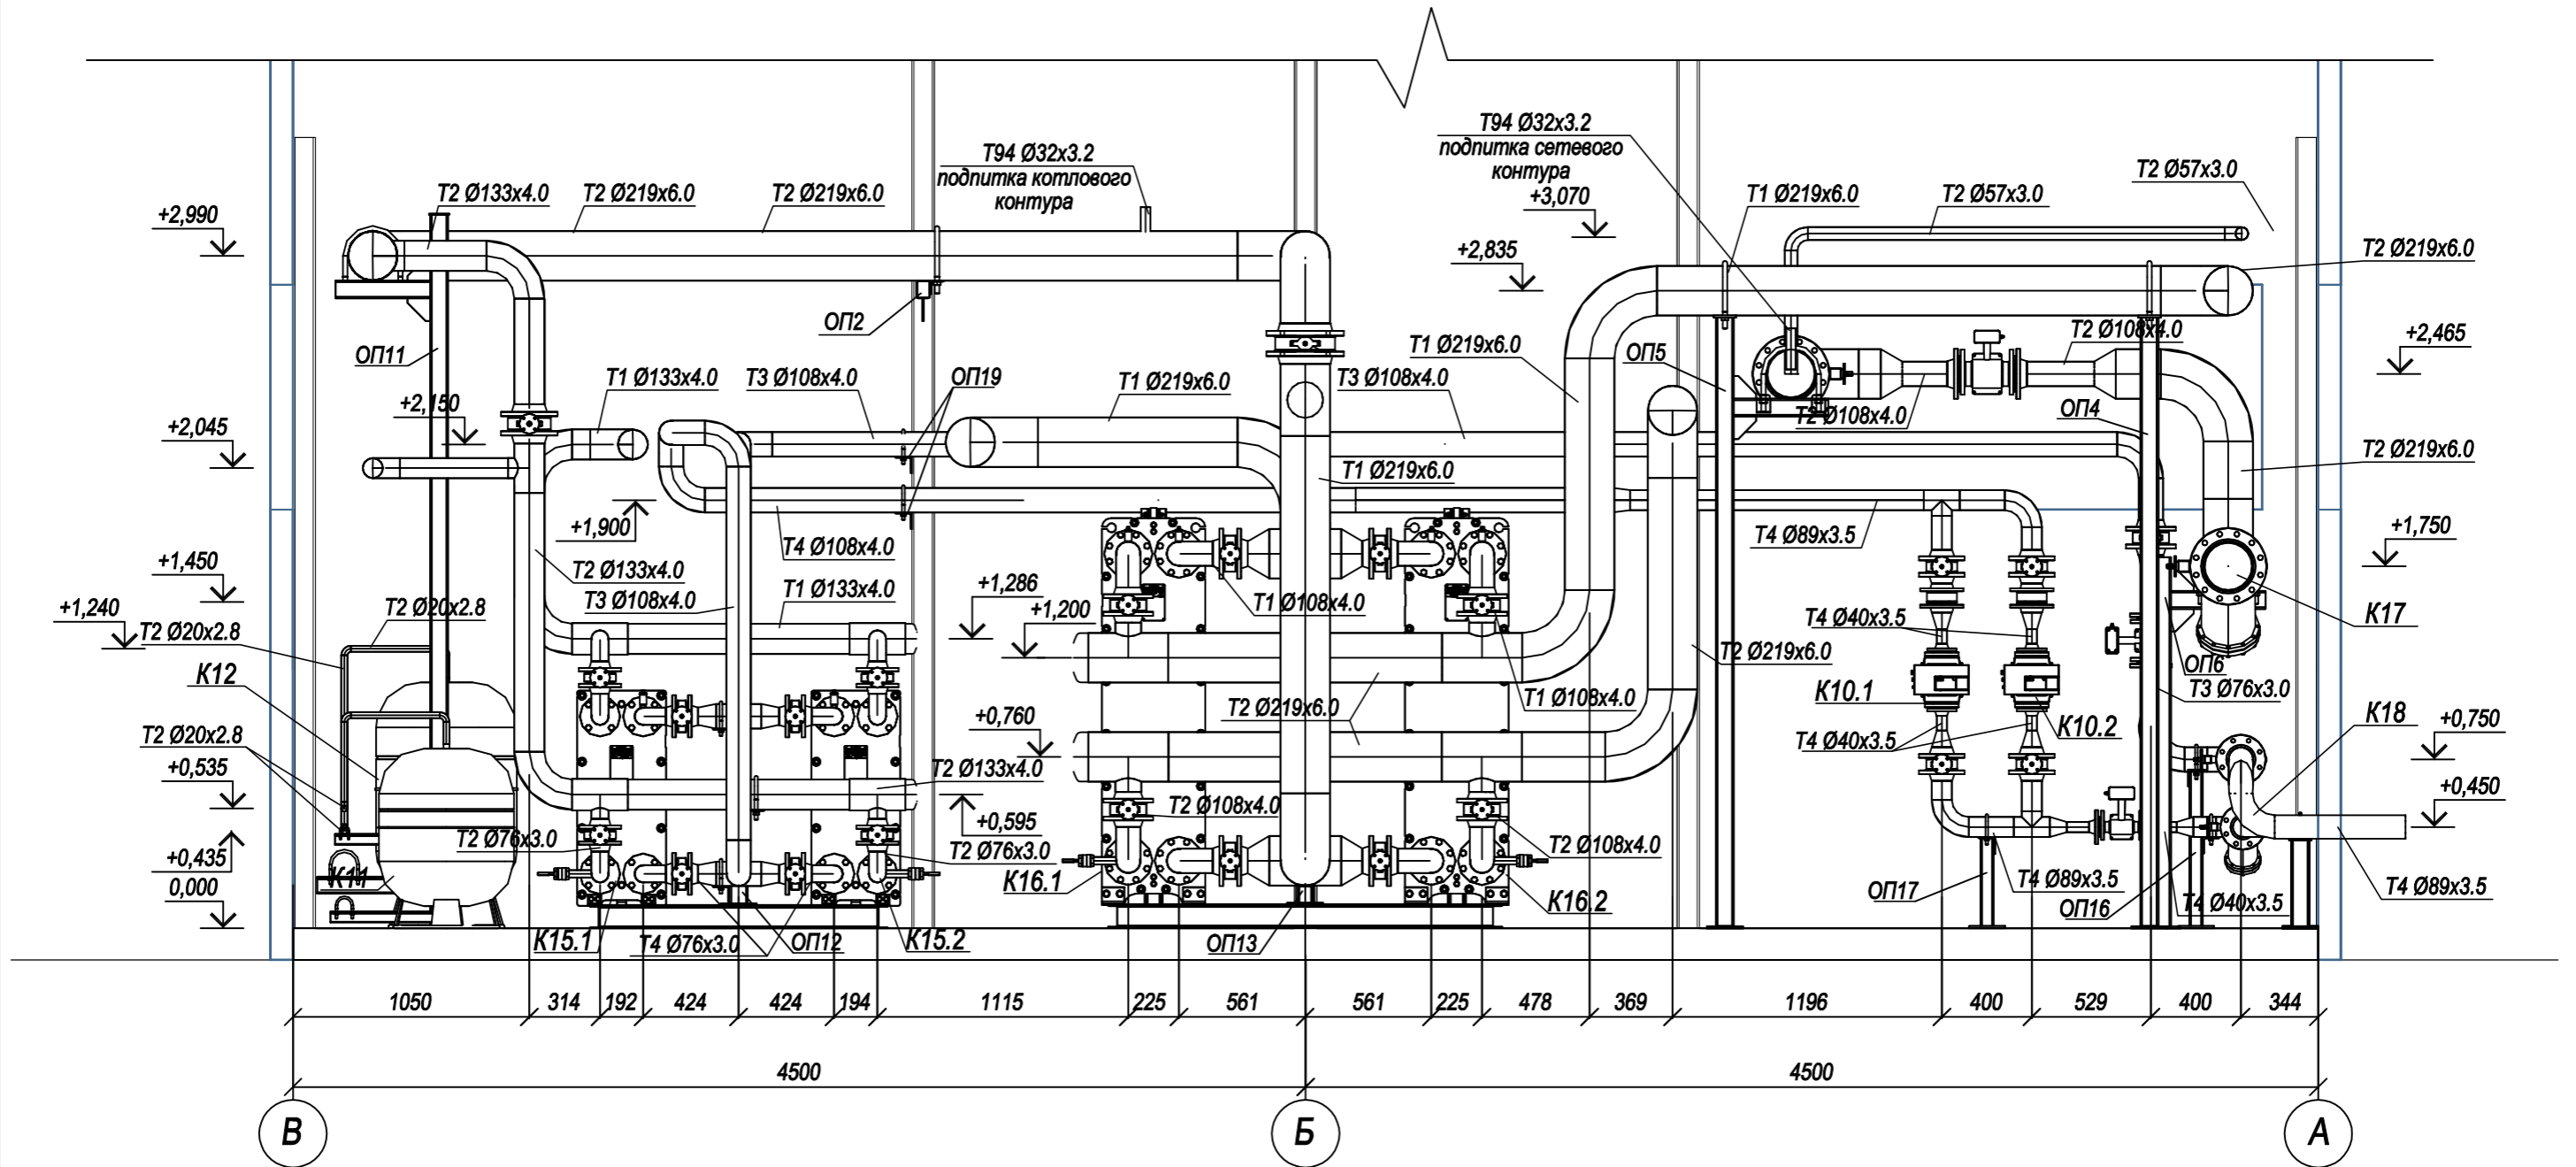 Т94 Ø32х3.2
подпитка сетевого
контура
+3,070
Т94 Ø32х3.2
подпитка котлового
контура
Т2 Ø57х3.0
Т2 Ø133х4.0
Т2 Ø219х6.0
Т2 Ø219х6.0
Т1 Ø219х6.0
Т2 Ø57х3.0
+2,990
+2,835
Т2 Ø219х6.0
ОП2
ОП11
Т1 Ø219х6.0
ОП5
Т2 Ø108х4.0
+2,465
Т1 Ø133х4.0
Т3 Ø108х4.0
ОП19
Т1 Ø219х6.0
Т3 Ø108х4.0
+2,150
Т2 Ø108х4.0
ОП4
+2,045
Т1 Ø219х6.0
Т2 Ø219х6.0
+1,900
Т4 Ø108х4.0
Т4 Ø89х3.5
+1,750
+1,450
Т2 Ø133х4.0
+1,286
+1,240
Т2 Ø20х2.8
Т3 Ø108х4.0
Т1 Ø133х4.0
+1,200
Т1 Ø108х4.0
Т4 Ø40х3.5
К17
Т2 Ø20х2.8
Т2 Ø219х6.0
ОП6
К12
Т1 Ø108х4.0
К10.1
Т3 Ø76х3.0
Т2 Ø219х6.0
+0,760
К10.2
К18
+0,750
Т2 Ø20х2.8
Т4 Ø40х3.5
+0,535
Т2 Ø133х4.0
+0,450
Т2 Ø108х4.0
+0,595
Т2 Ø76х3.0
Т2 Ø76х3.0
Т2 Ø108х4.0
+0,435
К11
0,000
К16.1
К16.2
ОП17
Т4 Ø89х3.5
ОП16
Т4 Ø40х3.5
Т4 Ø89х3.5
К15.1
Т4 Ø76х3.0
ОП12
К15.2
ОП13
1050
314
192
424
424
194
1115
225
561
561
225
478
369
1196
400
529
400
344
4500
4500
В
Б
А